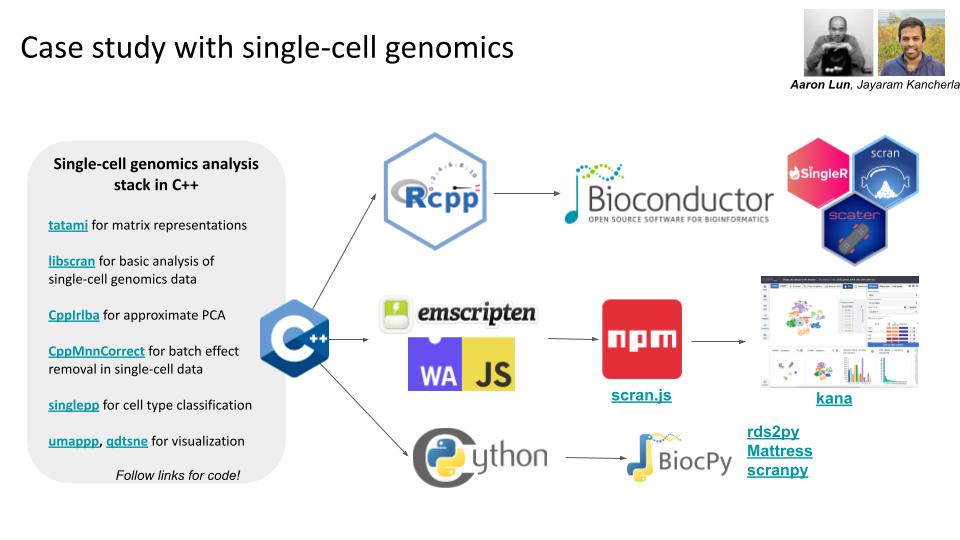 Case study with single-cell genomics
Aaron Lun, Jayaram Kancherla
Single-cell genomics analysis
stack in C++
tatami for matrix representations
libscran for basic analysis of
single-cell genomics data
CppIrlba for approximate PCA
CppMnnCorrect for batch effect
removal in single-cell data
singlepp for cell type classification
umappp, qdtsne for visualization
Follow links for code!
C++
Rcpp
Bioconductor
OPEN SOURCE SOFTWARE FOR BIOINFORMATICS
SingleR
scran
scater
emscripten
WA
JS
npm
scran.js
kana
Cython
BiocPy
rds2py
Mattress
scranpy